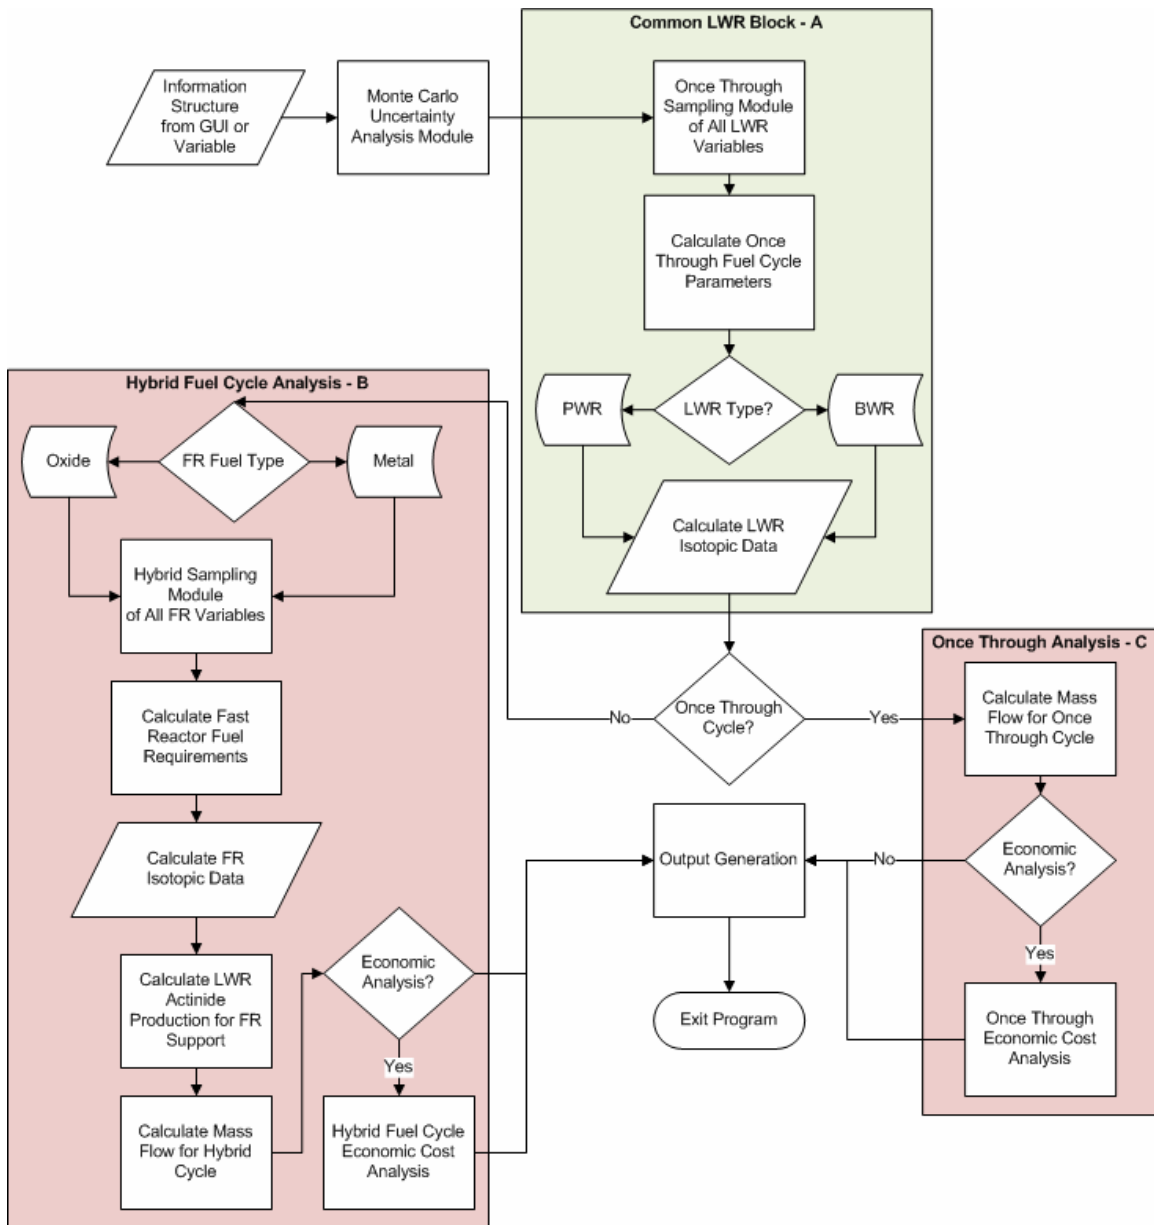 Common LWR Block - A
Information
Structure
from GUI or
Variable
Monte Carlo
Uncertainty
Analysis Module
Once Through
Sampling Module
of All LWR
Variables
Calculate Once
Through Fuel Cycle
Parameters
LWR Type?
PWR
BWR
Calculate LWR
Isotopic Data
Once Through
Cycle?
No
Yes
Hybrid Fuel Cycle Analysis - B
FR Fuel Type
Oxide
Metal
Hybrid Sampling
Module
of All FR Variables
Calculate Fast
Reactor Fuel
Requirements
Calculate FR
Isotopic Data
Calculate LWR
Actinide
Production for FR
Support
Calculate Mass
Flow for Hybrid
Cycle
Economic
Analysis?
Yes
Hybrid Fuel Cycle
Economic Cost
Analysis
Once Through Analysis - C
Calculate Mass
Flow for Once
Through Cycle
Economic
Analysis?
No
Yes
Once Through
Economic Cost
Analysis
Output Generation
Exit Program